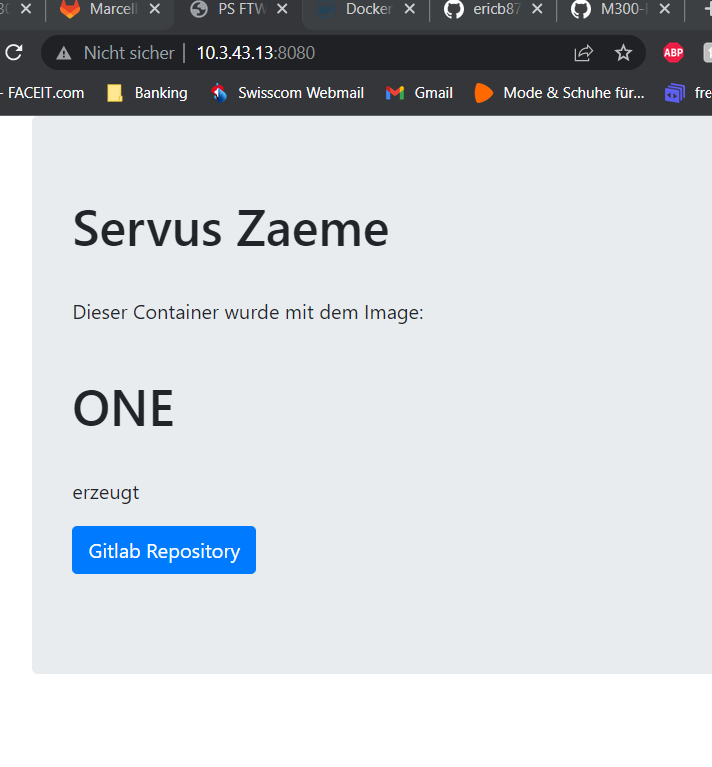 Marcell
PS FTW
Docker
ericb87
M300-
Nicht sicher | 10.3.43.13:8080
ABP
- FACEIT.com Banking Swisscom Webmail Gmail Mode & Schuhe für... fre
Servus Zaeme
Dieser Container wurde mit dem Image:
ONE
erzeugt
Gitlab Repository